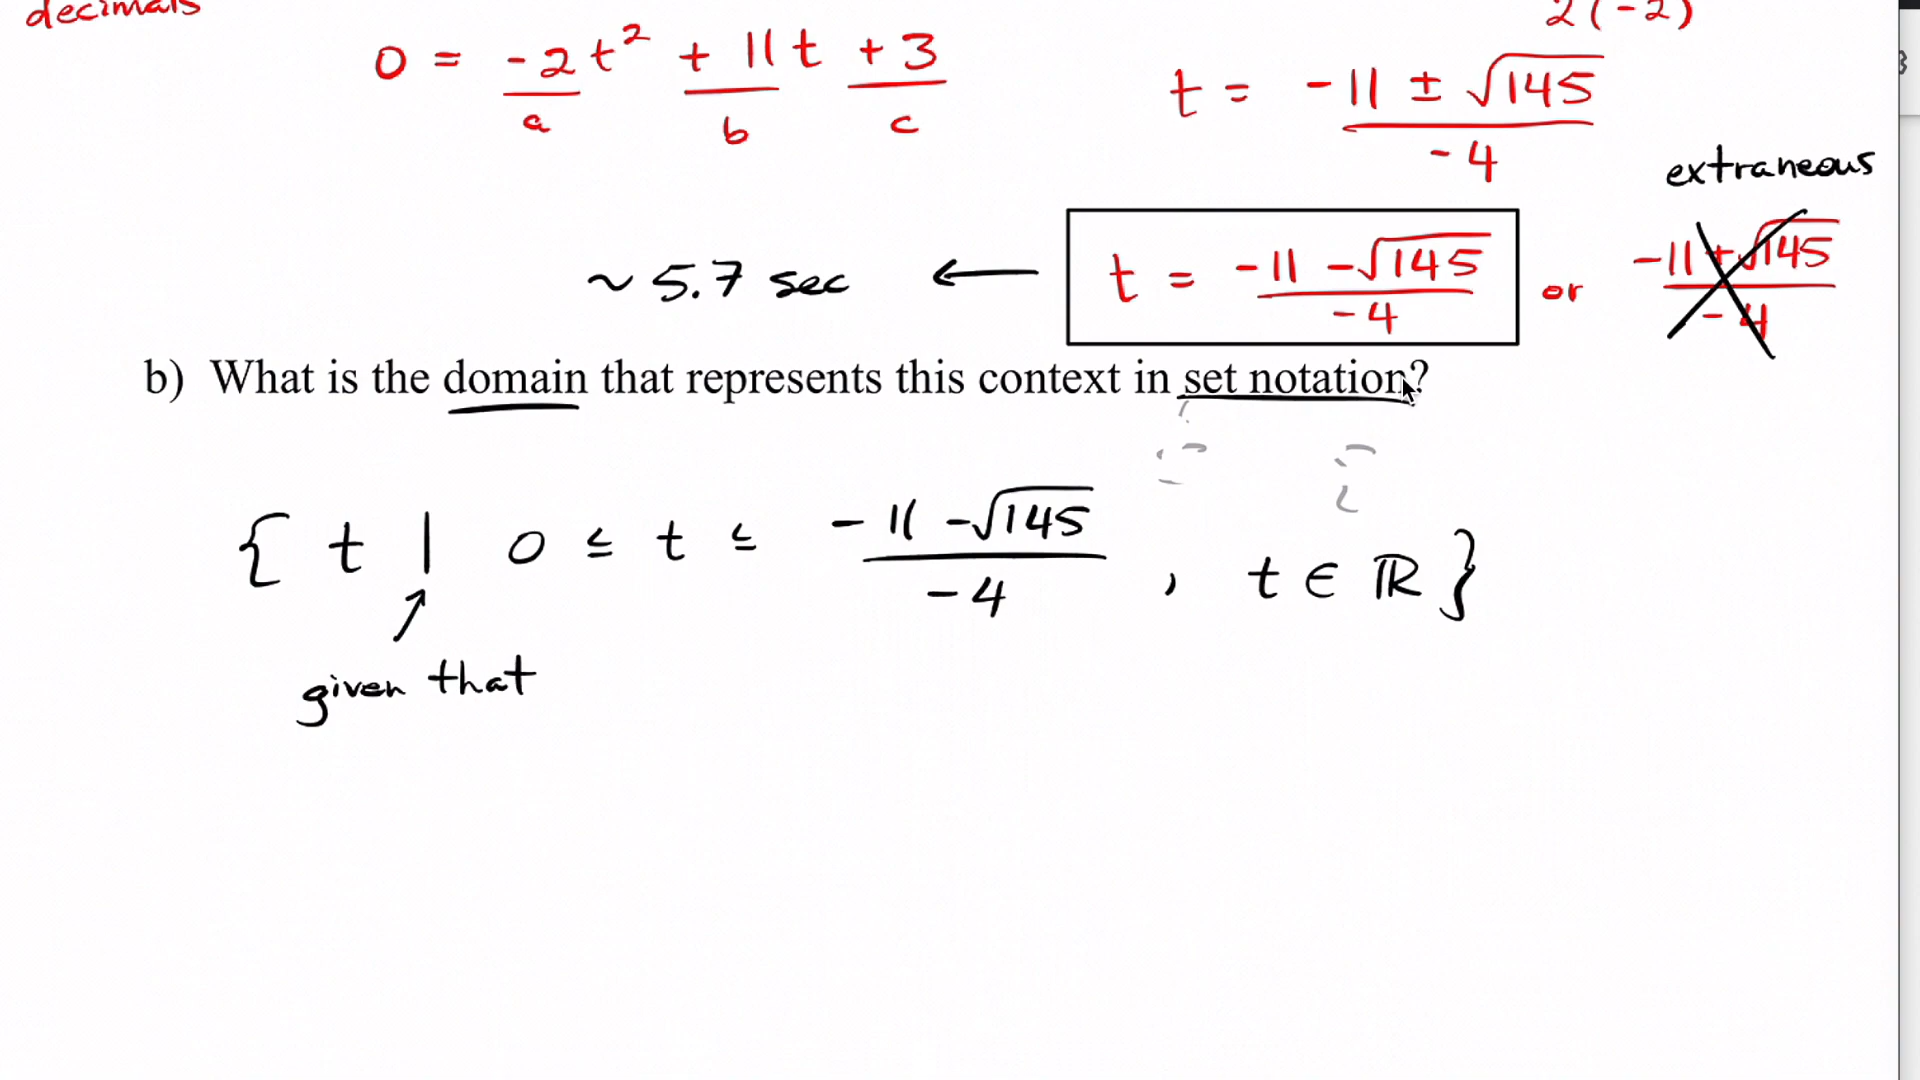 decimals
2(-2)
0 = -2t² + 11t + 3
a b c
t = -11 ± √145
-4
extraneous
~ 5.7 sec ← t = -11 - √145 or -11 + √145
-4 -4
b) What is the domain that represents this context in set notation?
{ t | 0 ≤ t ≤ -11 - √145 , t ∈ ℝ }
-4
given that